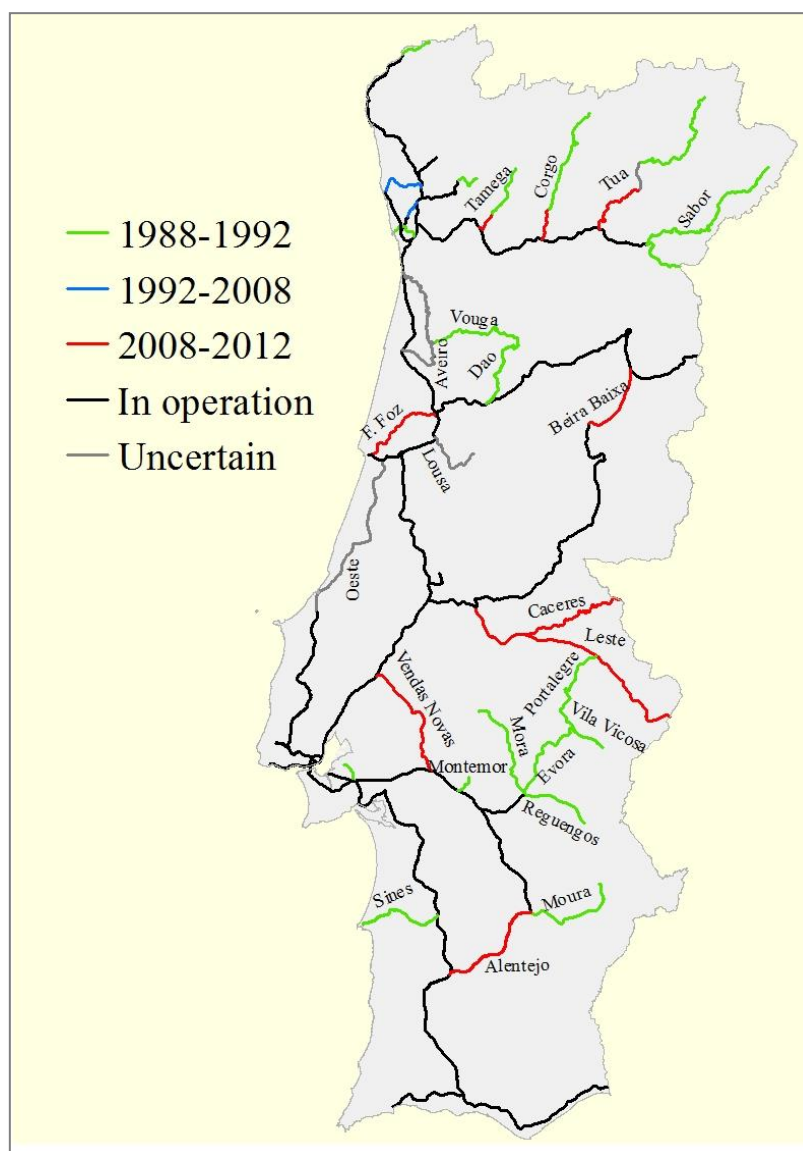 1988-1992
1992-2008
2008-2012
In operation
Uncertain
Tamega
Corgo
Tua
Sabor
Vouga
Dao
Aveiro
F. Foz
Lousa
Beira Baixa
Oeste
Caceres
Leste
Portalegre
Vila Vicosa
Vendas Novas
Mora
Evora
Montemor
Reguengos
Sines
Moura
Alentejo